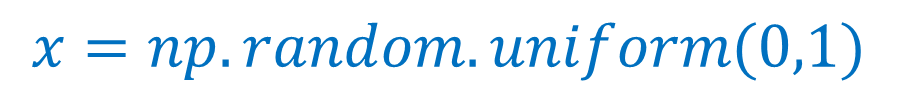 x = np.random.uniform(0,1)